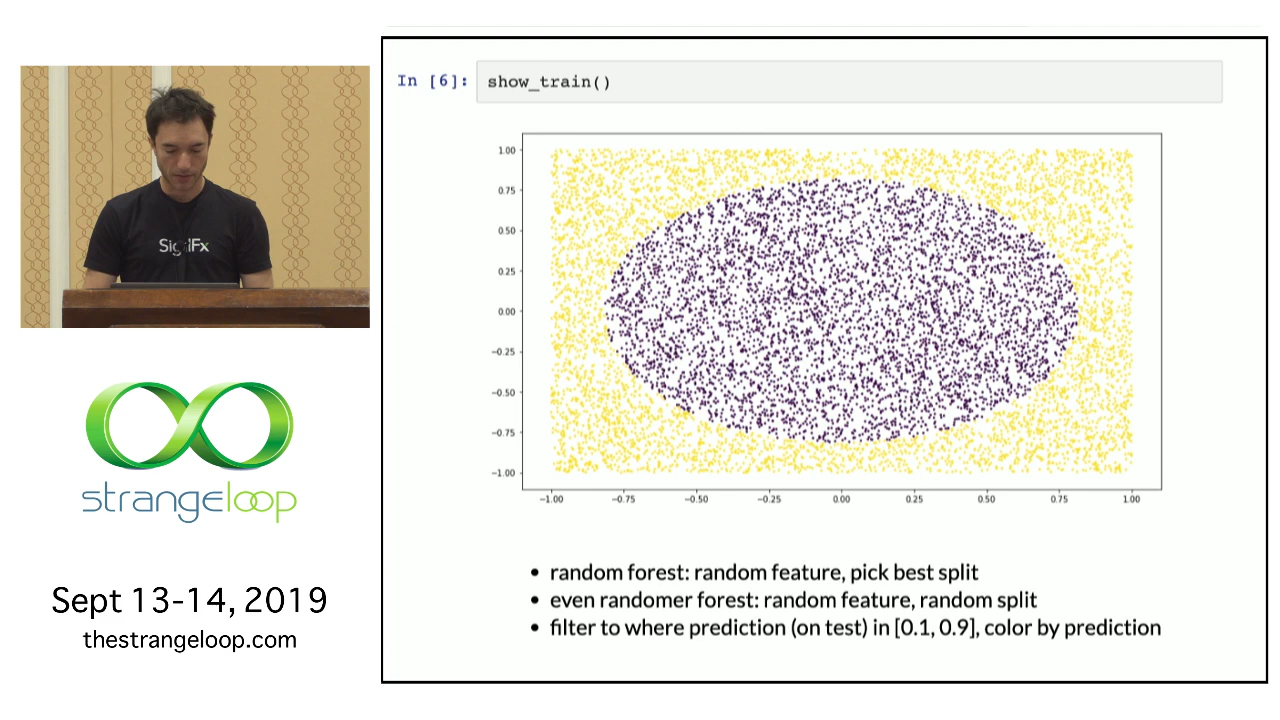 In [6]:
show_train()
1.00
0.75
0.50
0.25
0.00
−0.25
−0.50
−0.75
−1.00
−1.00
−0.75
−0.50
−0.25
0.00
0.25
0.50
0.75
1.00
• random forest: random feature, pick best split
• even randomer forest: random feature, random split
• filter to where prediction (on test) in [0.1, 0.9], color by prediction
strangeloop
Sept 13-14, 2019
thestrangeloop.com